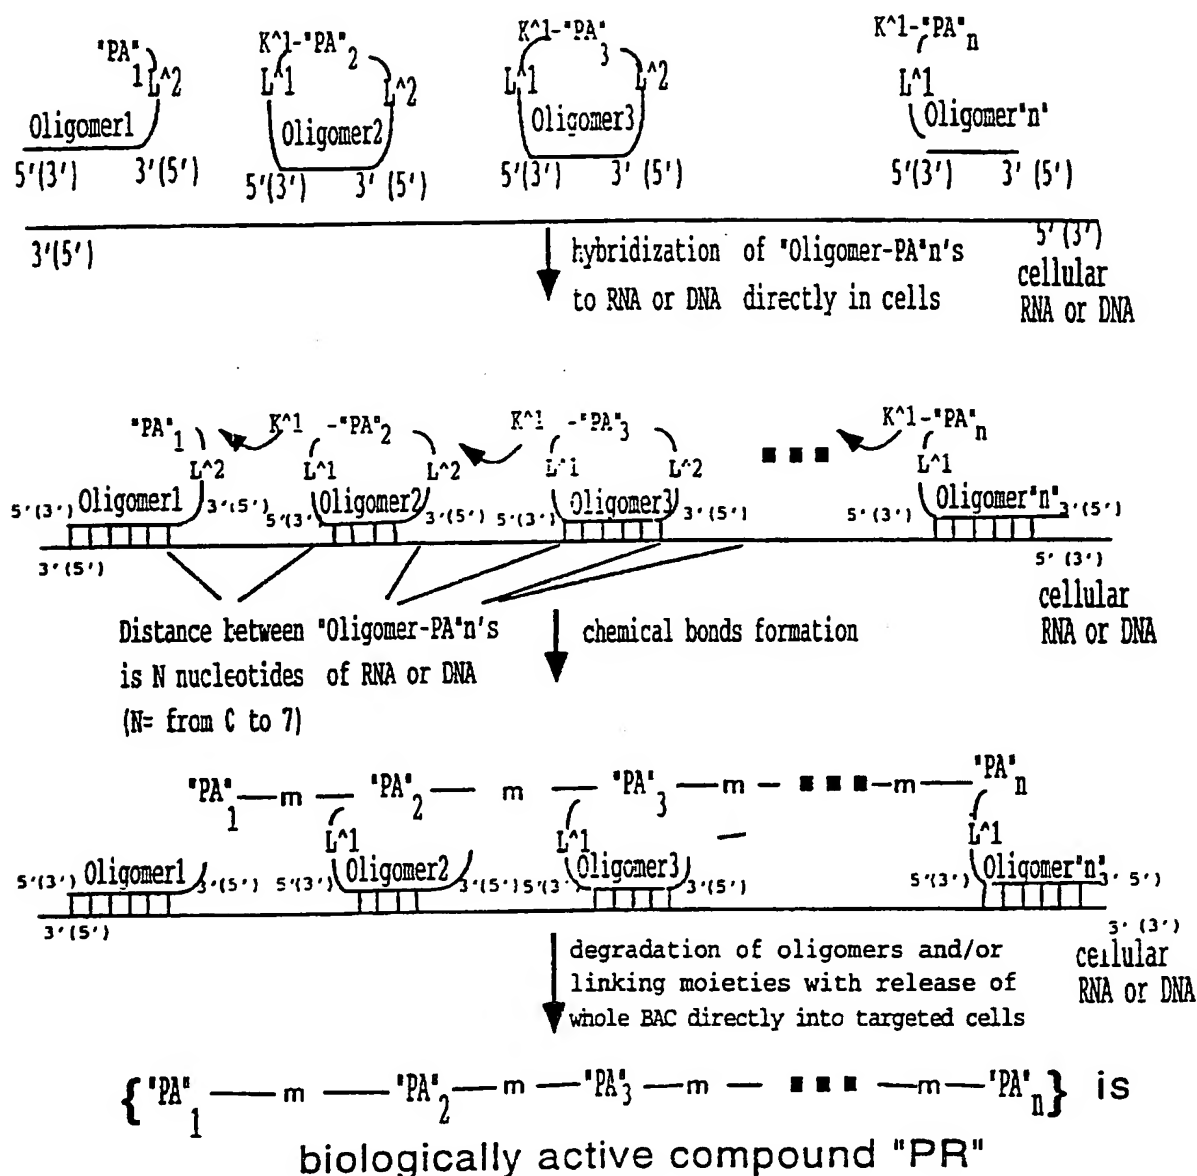 "PA"1 L^2
K^1-"PA"2 L^1 L^2
K^1-"PA"3 L^1 L^2
K^1-"PA"n L^1
Oligomer1 Oligomer2 Oligomer3 Oligomer"n"
5'(3') 3'(5') 5'(3') 3' (5') 5'(3') 3' (5') 5'(3') 3' (5')
3'(5') 5'(3')
hybridization of "Oligomer-PA"n's
to RNA or DNA directly in cells
cellular
RNA or DNA
"PA"1 K^1 -"PA"2 K^1 -"PA"3 ■ ■ ■ K^1-"PA"n
L^2 L^1 L^2 L^1 L^2 L^1
5'(3') Oligomer1 3'(5') 5'(3') Oligomer2 3'(5') 5'(3') Oligomer3 3'(5') 5'(3') Oligomer"n" 3'(5')
3'(5') 5' (3')
cellular
RNA or DNA
Distance between "Oligomer-PA"n's
is N nucleotides of RNA or DNA
(N= from C to 7)
chemical bonds formation
"PA"1 — m — "PA"2 — m — "PA"3 — m — ■ ■ ■ — m — "PA"n
L^1 L^1 L^1
5'(3') Oligomer1 3'(5') 5'(3') Oligomer2 3'(5') 5'(3') Oligomer3 3'(5') 5'(3') Oligomer"n" 3' 5')
3'(5') 3' (3')
cellular
RNA or DNA
degradation of oligomers and/or
linking moieties with release of
whole BAC directly into targeted cells
{"PA"1 — m — "PA"2 — m — "PA"3 — m — ■ ■ ■ — m — "PA"n} is
biologically active compound "PR"